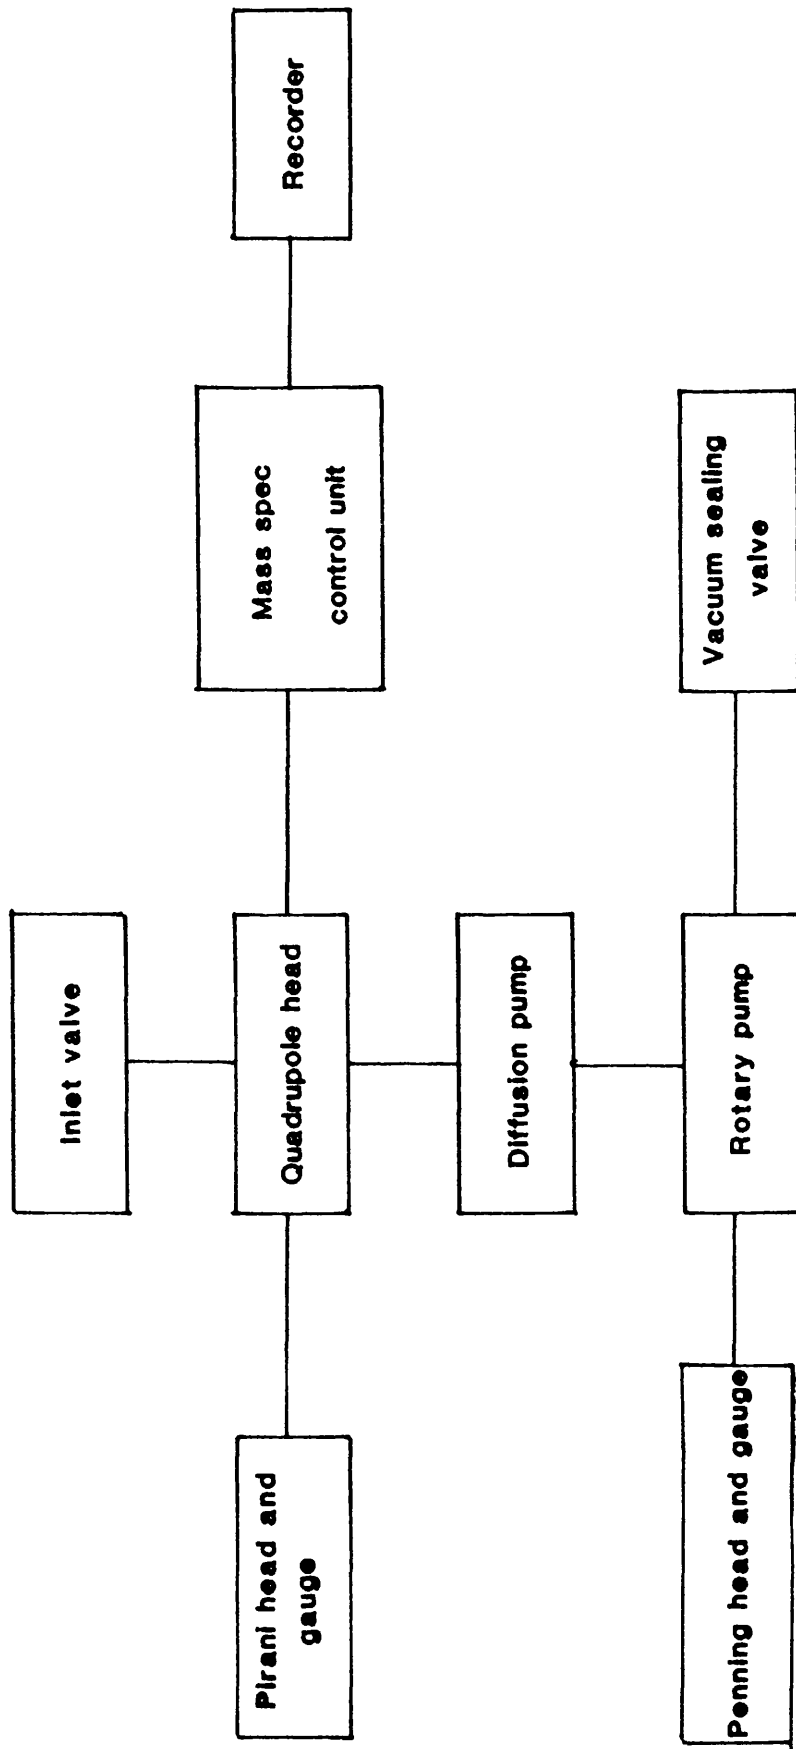 Inlet valve
Pirani head and
gauge
Quadrupole head
Mass spec
control unit
Recorder
Diffusion pump
Penning head and gauge
Rotary pump
Vacuum sealing
valve